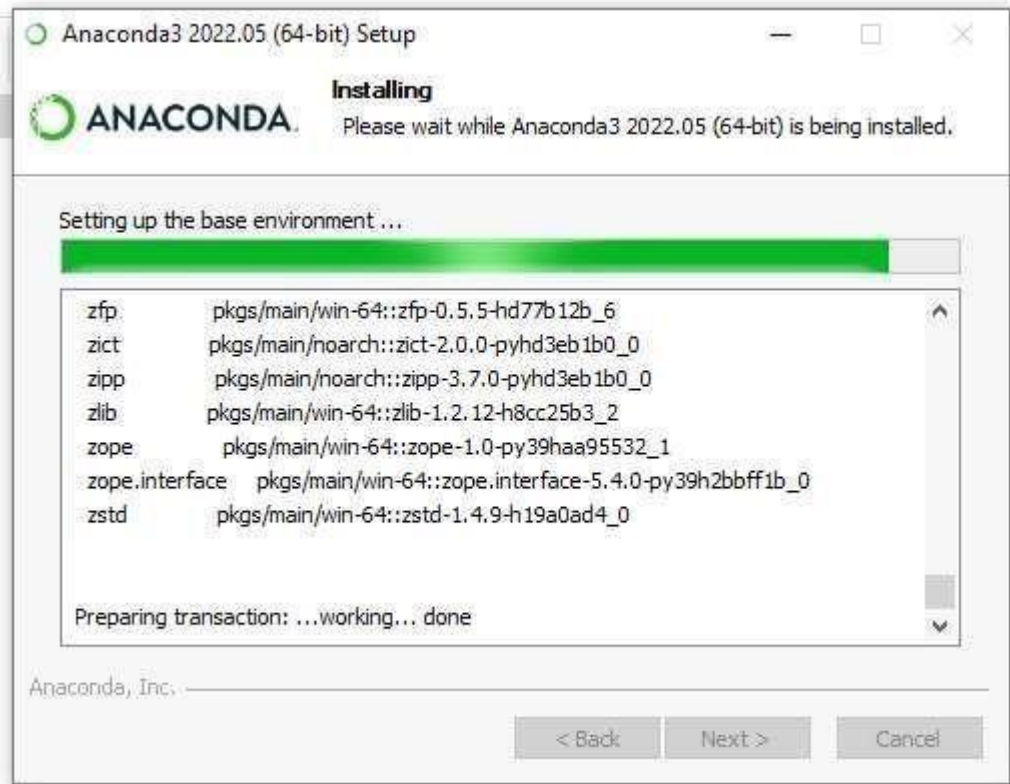 Anaconda3 2022.05 (64-bit) Setup
ANACONDA.
Installing
Please wait while Anaconda3 2022.05 (64-bit) is being installed.
Setting up the base environment ...
zfp pkgs/main/win-64::zfp-0.5.5-hd77b12b_6
zict pkgs/main/noarch::zict-2.0.0-pyhd3eb1b0_0
zipp pkgs/main/noarch::zipp-3.7.0-pyhd3eb1b0_0
zlib pkgs/main/win-64::zlib-1.2.12-h8cc25b3_2
zope pkgs/main/win-64::zope-1.0-py39haa95532_1
zope.interface pkgs/main/win-64::zope.interface-5.4.0-py39h2bbff1b_0
zstd pkgs/main/win-64::zstd-1.4.9-h19a0ad4_0
Preparing transaction: ...working... done
Anaconda, Inc.
< Back Next > Cancel